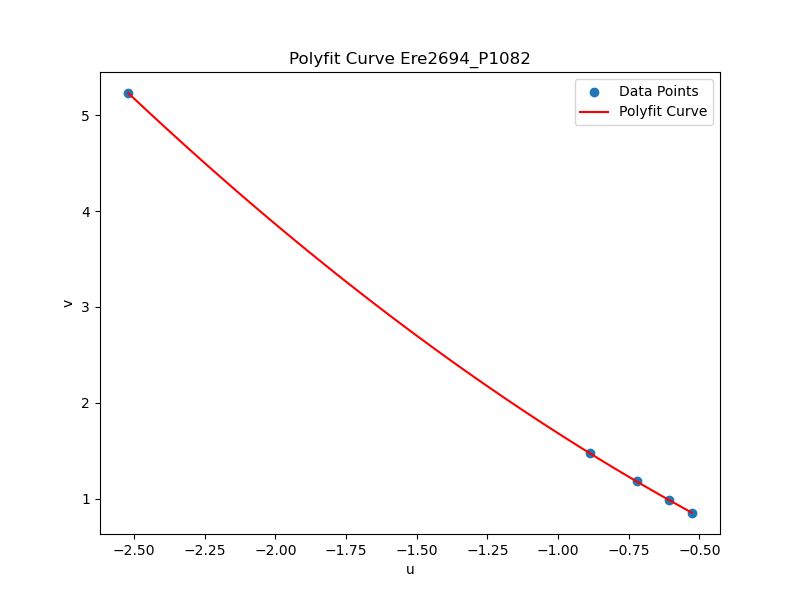 Polyfit Curve Ere2694_P1082
Data Points
Polyfit Curve
5
4
3
2
1
v
−2.50 −2.25 −2.00 −1.75 −1.50 −1.25 −1.00 −0.75 −0.50
u